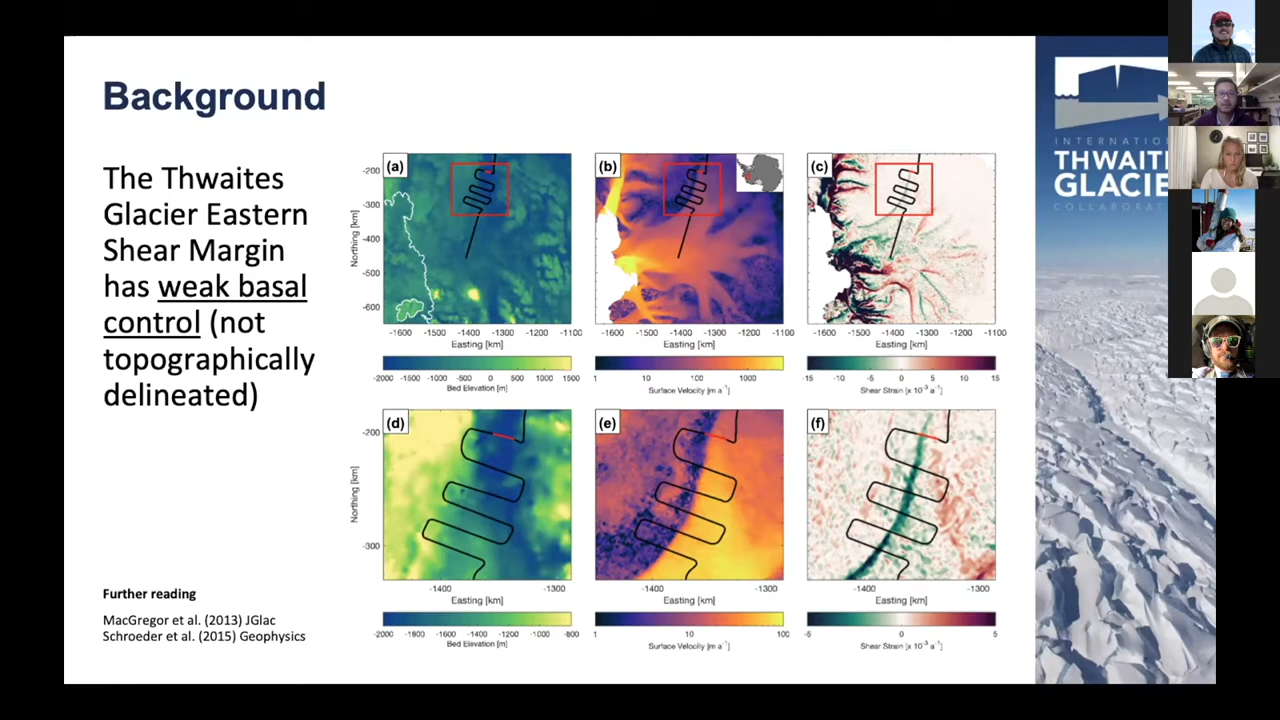 Background
The Thwaites
Glacier Eastern
Shear Margin
has weak basal
control (not
topographically
delineated)
Further reading
MacGregor et al. (2013) JGlac
Schroeder et al. (2015) Geophysics
(a)
-200
-300
-400
-500
-600
Northing [km]
-1600 -1500 -1400 -1300 -1200 -1100
Easting [km]
-2000 -1500 -1000 -500 0 500 1000 1500
Bed Elevation [m]
(b)
-1600 -1500 -1400 -1300 -1200 -1100
Easting [km]
1 10 100 1000
Surface Velocity [m a⁻¹]
(c)
-1600 -1500 -1400 -1300 -1200 -1100
Easting [km]
-15 -5 0 5 15
Shear Strain [x 10⁻³ a⁻¹]
(d)
-200
-300
Northing [km]
-1400 -1300
Easting [km]
-2000 -1800 -1600 -1400 -1200 -1000 -800
Bed Elevation [m]
(e)
-1400 -1300
Easting [km]
1 10 100
Surface Velocity [m a⁻¹]
(f)
-1400 -1300
Easting [km]
-5 0 5
Shear Strain [x 10⁻³ a⁻¹]
INTERNATIO
THWAIT
GLACIE
COLLABORAT